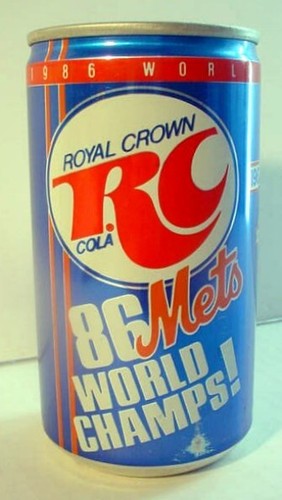 1986 WORL
ROYAL CROWN
RC
COLA
86 Mets
WORLD
CHAMPS!